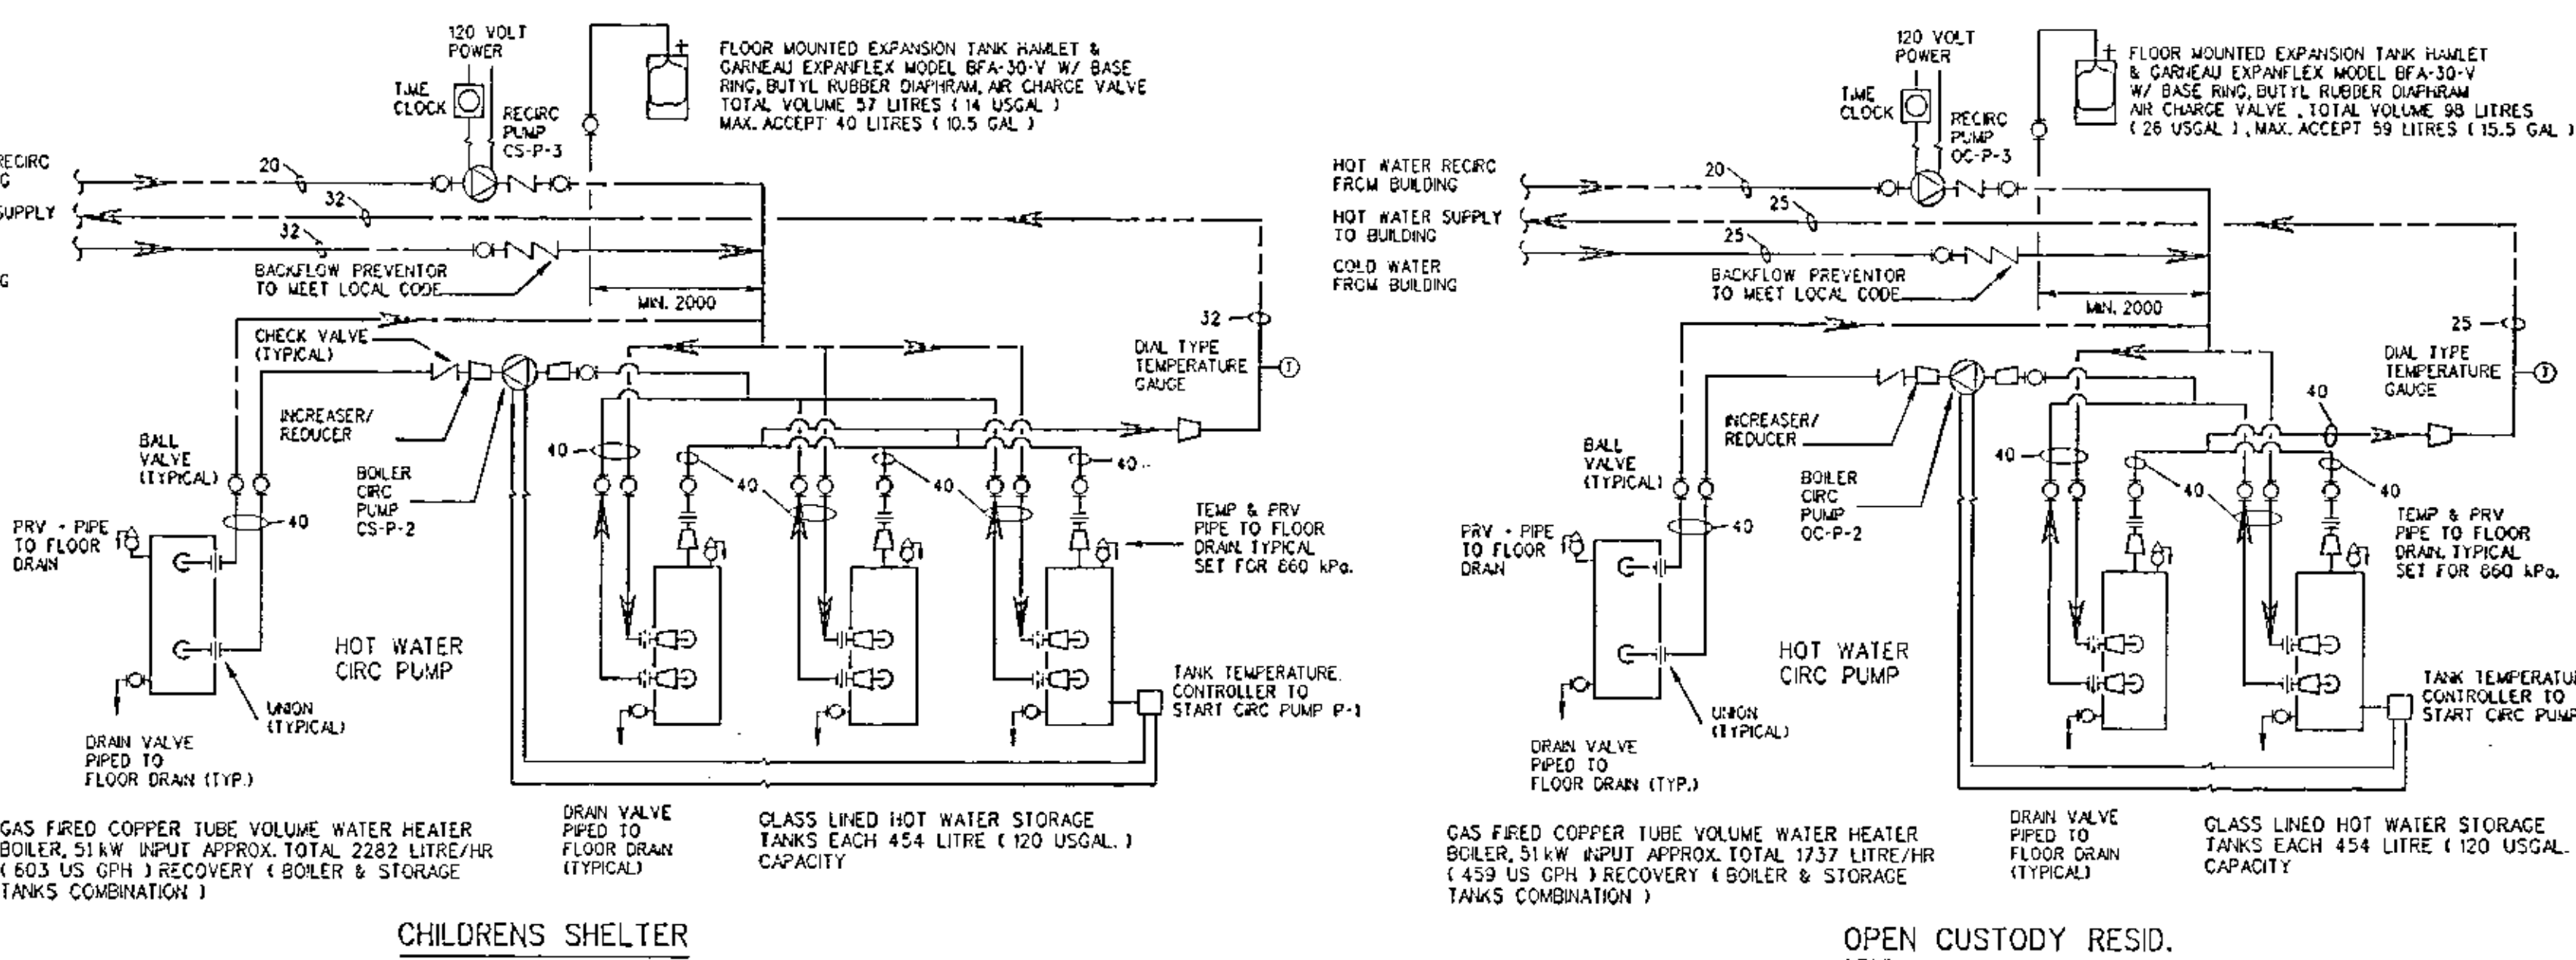 120 VOLT
POWER
TIME
CLOCK
RECIRC
PUMP
CS-P-3
FLOOR MOUNTED EXPANSION TANK HAMLET &
GARNEAU EXPANFLEX MODEL BFA-30-V W/ BASE
RING, BUTYL RUBBER DIAPHRAM, AIR CHARGE VALVE
TOTAL VOLUME 57 LITRES ( 14 USGAL )
MAX. ACCEPT 40 LITRES ( 10.5 GAL )
RECIRC
G
SUPPLY
G
20
32
32
BACKFLOW PREVENTOR
TO MEET LOCAL CODE
MIN. 2000
CHECK VALVE
(TYPICAL)
32
DIAL TYPE
TEMPERATURE
GAUGE
T
INCREASER/
REDUCER
BALL
VALVE
(TYPICAL)
BOILER
CIRC
PUMP
CS-P-2
40
40
40
40
40
PRV - PIPE
TO FLOOR
DRAIN
TEMP & PRV
PIPE TO FLOOR
DRAIN, TYPICAL
SET FOR 860 kPa.
HOT WATER
CIRC PUMP
UNION
(TYPICAL)
TANK TEMPERATURE.
CONTROLLER TO
START CIRC PUMP P-1
DRAIN VALVE
PIPED TO
FLOOR DRAIN (TYP.)
GAS FIRED COPPER TUBE VOLUME WATER HEATER
BOILER, 51 kW INPUT APPROX. TOTAL 2282 LITRE/HR
( 603 US GPH ) RECOVERY ( BOILER & STORAGE
TANKS COMBINATION )
DRAIN VALVE
PIPED TO
FLOOR DRAIN
(TYPICAL)
GLASS LINED HOT WATER STORAGE
TANKS EACH 454 LITRE ( 120 USGAL. )
CAPACITY
CHILDRENS SHELTER
120 VOLT
POWER
TIME
CLOCK
RECIRC
PUMP
OC-P-3
FLOOR MOUNTED EXPANSION TANK HAMLET
& GARNEAU EXPANFLEX MODEL BFA-30-V
W/ BASE RING, BUTYL RUBBER DIAPHRAM
AIR CHARGE VALVE , TOTAL VOLUME 98 LITRES
( 26 USGAL ) , MAX. ACCEPT 59 LITRES ( 15.5 GAL )
HOT WATER RECIRC
FROM BUILDING
HOT WATER SUPPLY
TO BUILDING
COLD WATER
FROM BUILDING
20
25
25
BACKFLOW PREVENTOR
TO MEET LOCAL CODE
MIN. 2000
25
DIAL TYPE
TEMPERATURE
GAUGE
T
40
INCREASER/
REDUCER
BALL
VALVE
(TYPICAL)
BOILER
CIRC
PUMP
OC-P-2
40
40
40
40
PRV - PIPE
TO FLOOR
DRAIN
TEMP & PRV
PIPE TO FLOOR
DRAIN, TYPICAL
SET FOR 860 kPa.
HOT WATER
CIRC PUMP
UNION
(TYPICAL)
TANK TEMPERATU
CONTROLLER TO
START CIRC PUMP
DRAIN VALVE
PIPED TO
FLOOR DRAIN (TYP.)
GAS FIRED COPPER TUBE VOLUME WATER HEATER
BOILER, 51 kW INPUT APPROX. TOTAL 1737 LITRE/HR
( 459 US GPH ) RECOVERY ( BOILER & STORAGE
TANKS COMBINATION )
DRAIN VALVE
PIPED TO
FLOOR DRAIN
(TYPICAL)
GLASS LINED HOT WATER STORAGE
TANKS EACH 454 LITRE ( 120 USGAL.
CAPACITY
OPEN CUSTODY RESID.